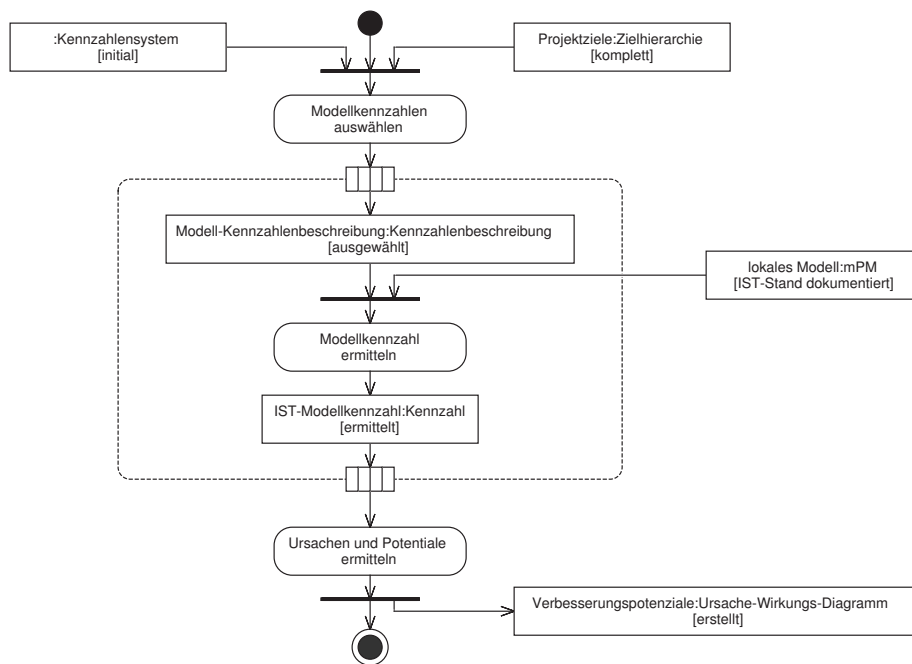 :Kennzahlensystem
[initial]
Projektziele:Zielhierarchie
[komplett]
Modellkennzahlen
auswählen
Modell-Kennzahlenbeschreibung:Kennzahlenbeschreibung
[ausgewählt]
lokales Modell:mPM
[IST-Stand dokumentiert]
Modellkennzahl
ermitteln
IST-Modellkennzahl:Kennzahl
[ermittelt]
Ursachen und Potentiale
ermitteln
Verbesserungspotenziale:Ursache-Wirkungs-Diagramm
[erstellt]